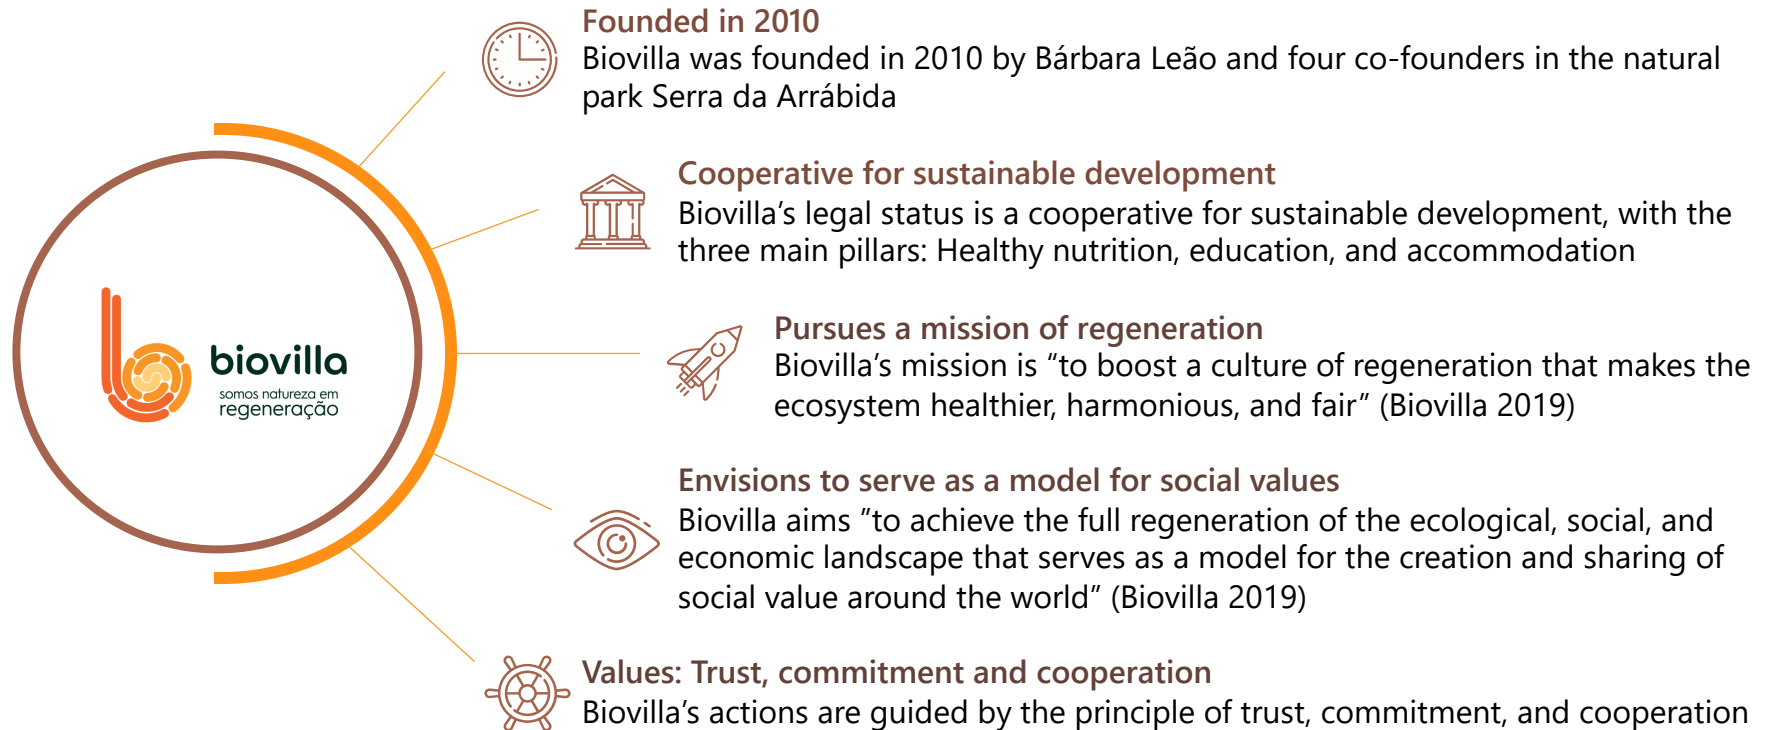 Founded in 2010
Biovilla was founded in 2010 by Bárbara Leão and four co-founders in the natural
park Serra da Arrábida
Cooperative for sustainable development
Biovilla’s legal status is a cooperative for sustainable development, with the
three main pillars: Healthy nutrition, education, and accommodation
Pursues a mission of regeneration
Biovilla’s mission is “to boost a culture of regeneration that makes the
ecosystem healthier, harmonious, and fair” (Biovilla 2019)
biovilla
somos natureza em
regeneração
Envisions to serve as a model for social values
Biovilla aims ”to achieve the full regeneration of the ecological, social, and
economic landscape that serves as a model for the creation and sharing of
social value around the world” (Biovilla 2019)
Values: Trust, commitment and cooperation
Biovilla’s actions are guided by the principle of trust, commitment, and cooperation